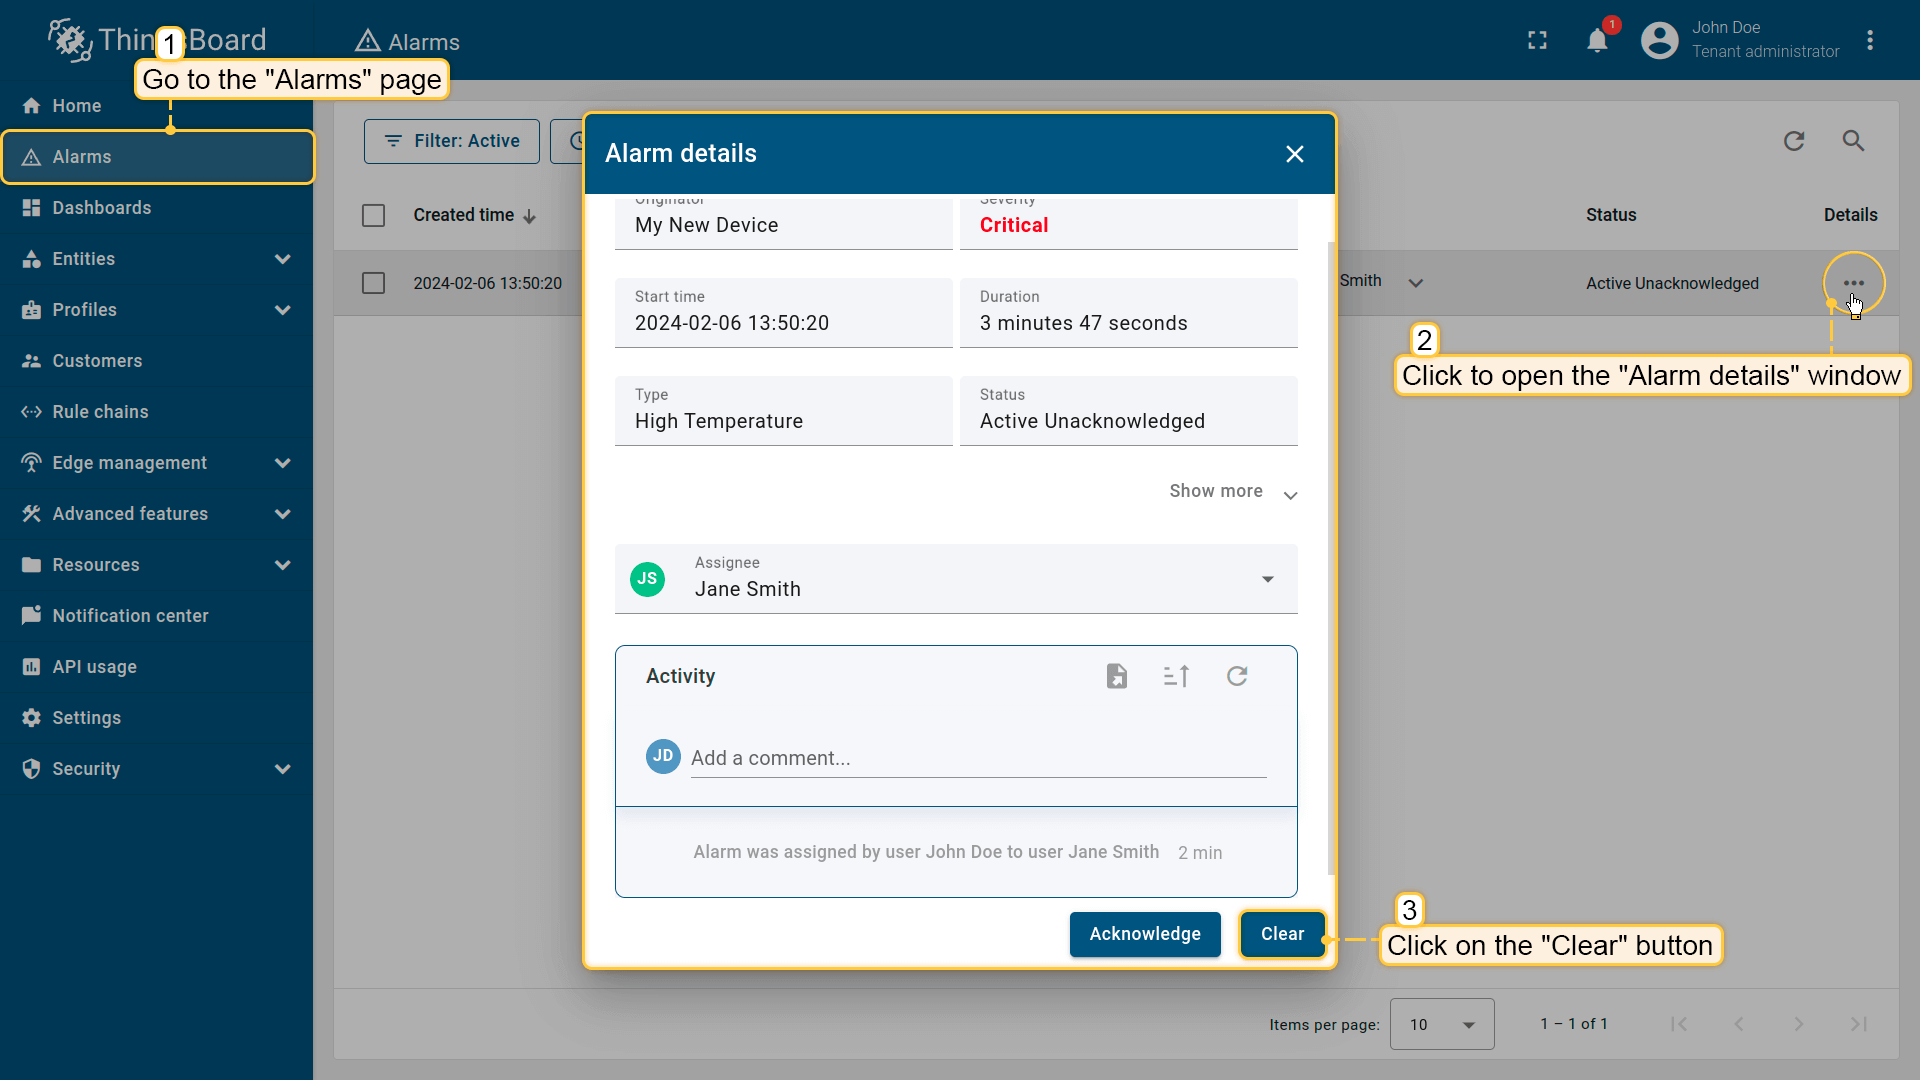 ThingsBoard
1
Go to the "Alarms" page
Alarms
1
John Doe
Tenant administrator
Home
Alarms
Dashboards
Entities
Profiles
Customers
Rule chains
Edge management
Advanced features
Resources
Notification center
API usage
Settings
Security
Filter: Active
Created time
Status
Details
2024-02-06 13:50:20
Smith
Active Unacknowledged
2
Click to open the "Alarm details" window
Alarm details
Originator
My New Device
Severity
Critical
Start time
2024-02-06 13:50:20
Duration
3 minutes 47 seconds
Type
High Temperature
Status
Active Unacknowledged
Show more
JS
Assignee
Jane Smith
Activity
JD
Add a comment...
Alarm was assigned by user John Doe to user Jane Smith 2 min
Acknowledge
Clear
3
Click on the "Clear" button
Items per page:
10
1 – 1 of 1